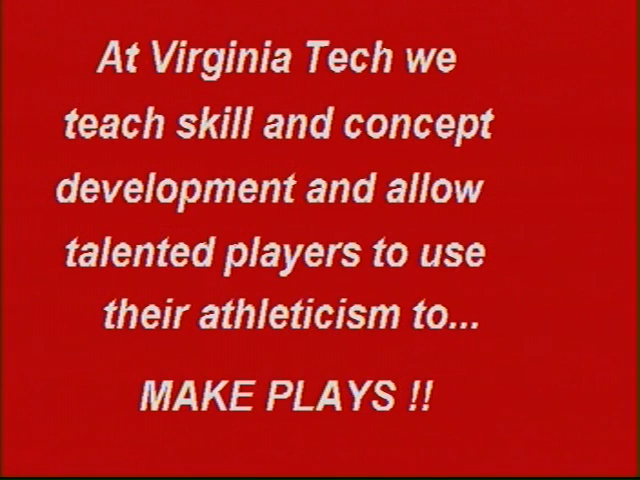 At Virginia Tech we
teach skill and concept
development and allow
talented players to use
their athleticism to...
MAKE PLAYS !!